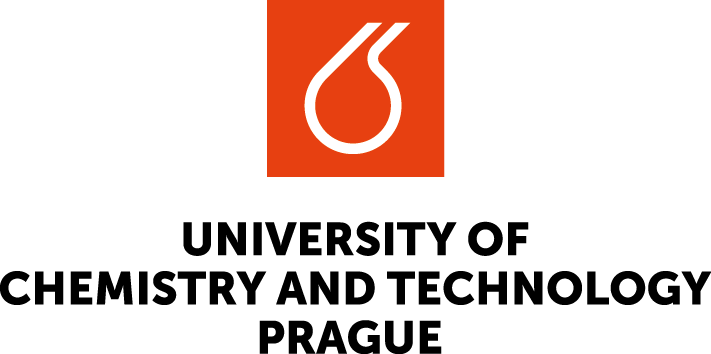 UNIVERSITY OF
CHEMISTRY AND TECHNOLOGY
PRAGUE